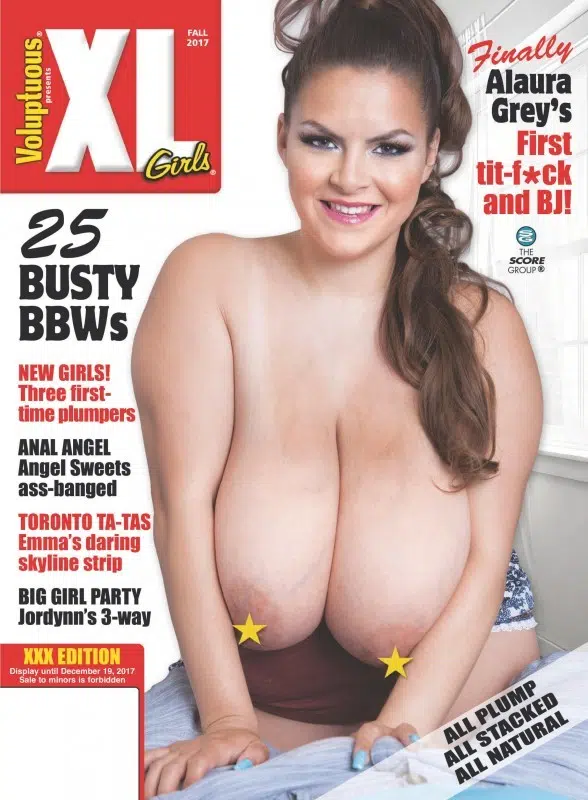 Voluptuous®
presents
XL
Girls®
FALL
2017
Finally
Alaura
Grey's
First
tit-f*ck
and BJ!
THE
SCORE
GROUP®
25
BUSTY
BBWs
NEW GIRLS!
Three first-
time plumpers
ANAL ANGEL
Angel Sweets
ass-banged
TORONTO TA-TAS
Emma's daring
skyline strip
BIG GIRL PARTY
Jordynn's 3-way
XXX EDITION
Display until December 19, 2017
Sale to minors is forbidden
ALL PLUMP
ALL STACKED
ALL NATURAL